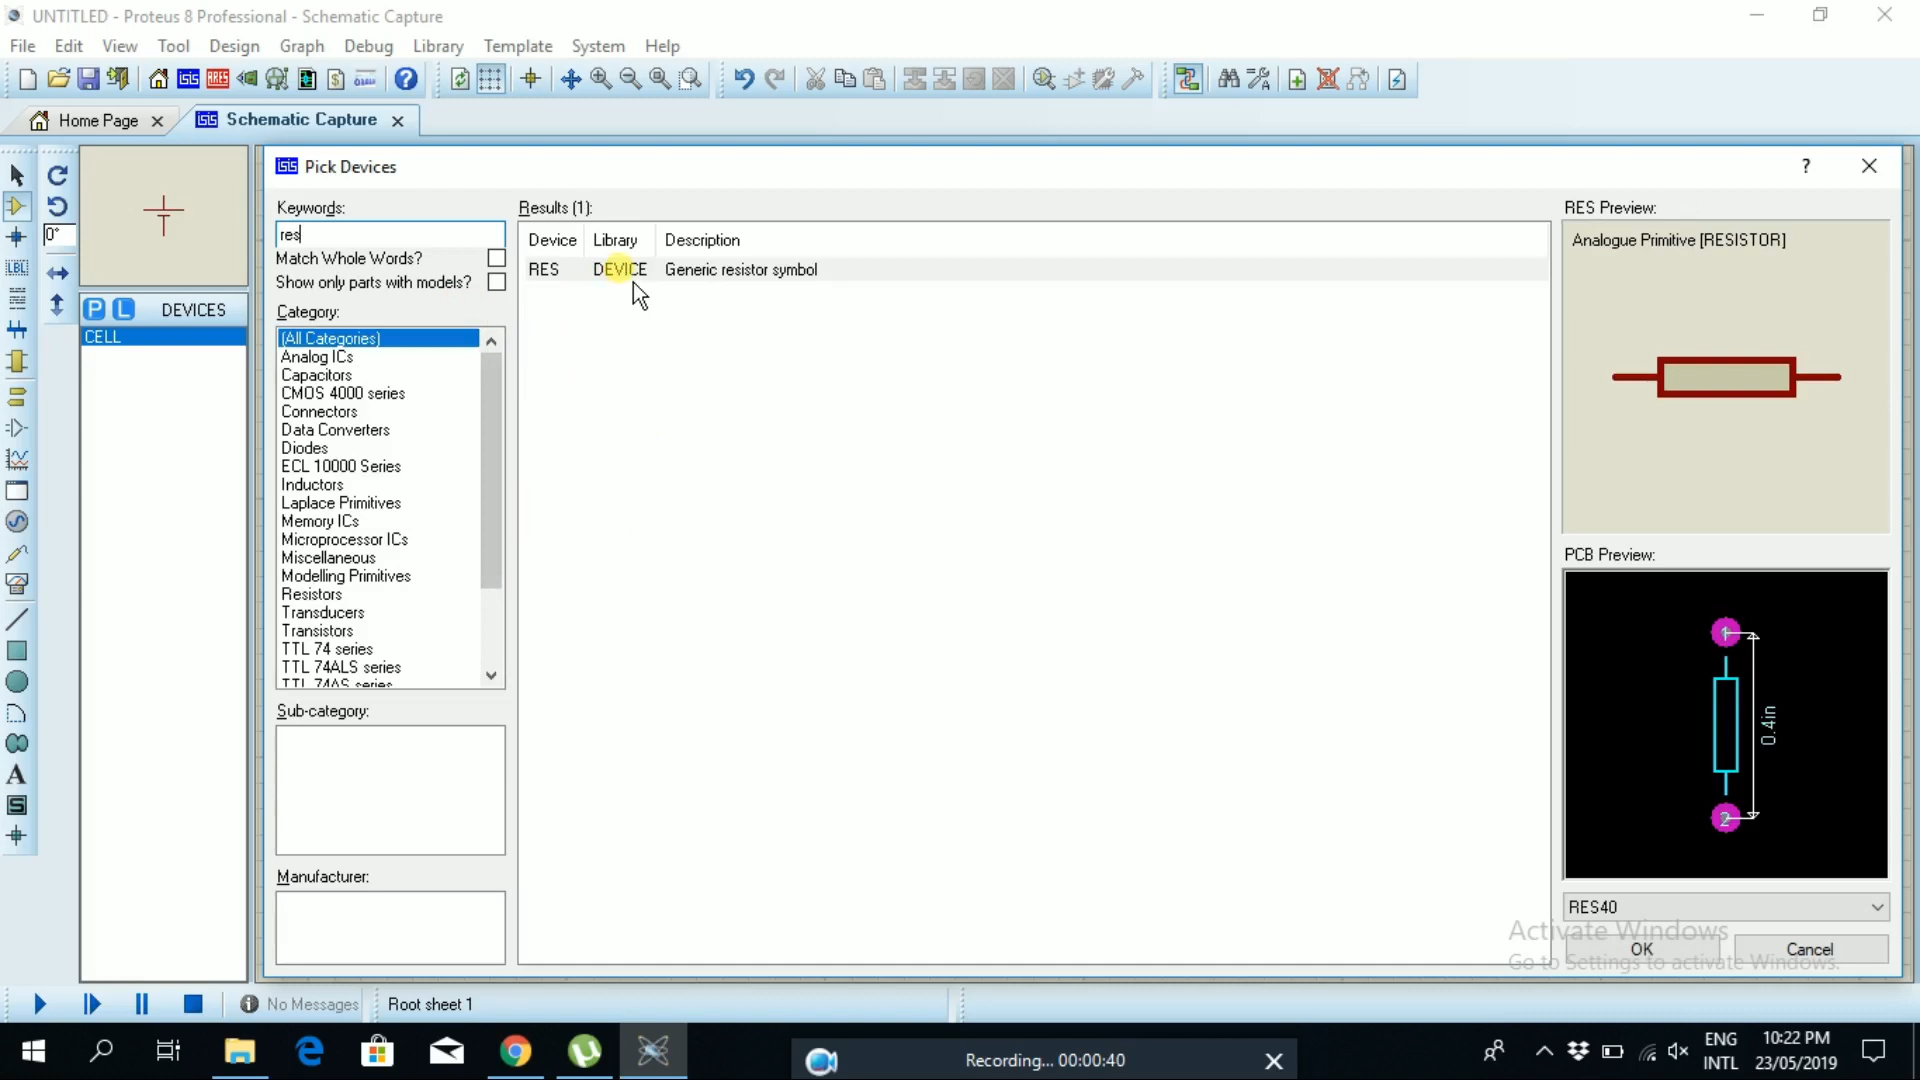 UNTITLED - Proteus 8 Professional - Schematic Capture
File Edit View Tool Design Graph Debug Library Template System Help
Home Page Schematic Capture
Pick Devices
Keywords:
res
Match Whole Words?
Show only parts with models?
Category:
(All Categories)
Analog ICs
Capacitors
CMOS 4000 series
Connectors
Data Converters
Diodes
ECL 10000 Series
Inductors
Laplace Primitives
Memory ICs
Microprocessor ICs
Miscellaneous
Modelling Primitives
Resistors
Transducers
Transistors
TTL 74 series
TTL 74ALS series
TTL 74AS series
Sub-category:
Manufacturer:
Results (1):
Device Library Description
RES DEVICE Generic resistor symbol
RES Preview:
Analogue Primitive [RESISTOR]
PCB Preview:
1
0.4in
2
RES40
OK Cancel
Activate Windows
Go to Settings to activate Windows.
0°
LBL
P L DEVICES
CELL
A
S
No Messages Root sheet 1
Recording... 00:00:40
ENG
INTL
10:22 PM
23/05/2019